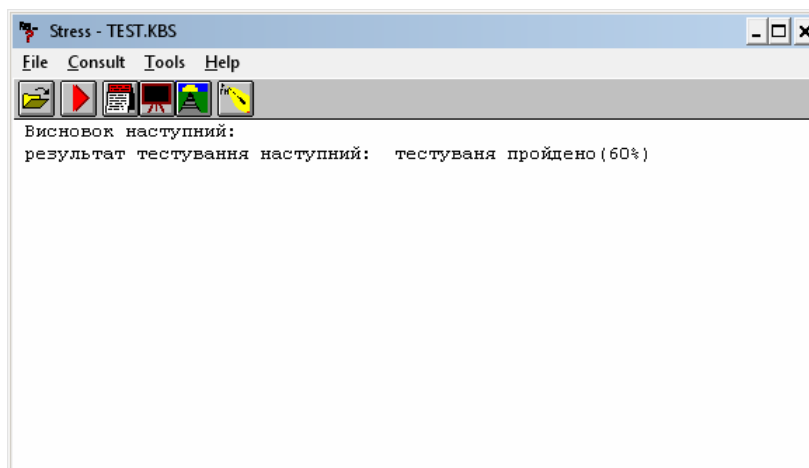 Stress - TEST.KBS
File Consult Tools Help
Висновок наступний:
результат тестування наступний: тестуваня пройдено(60%)